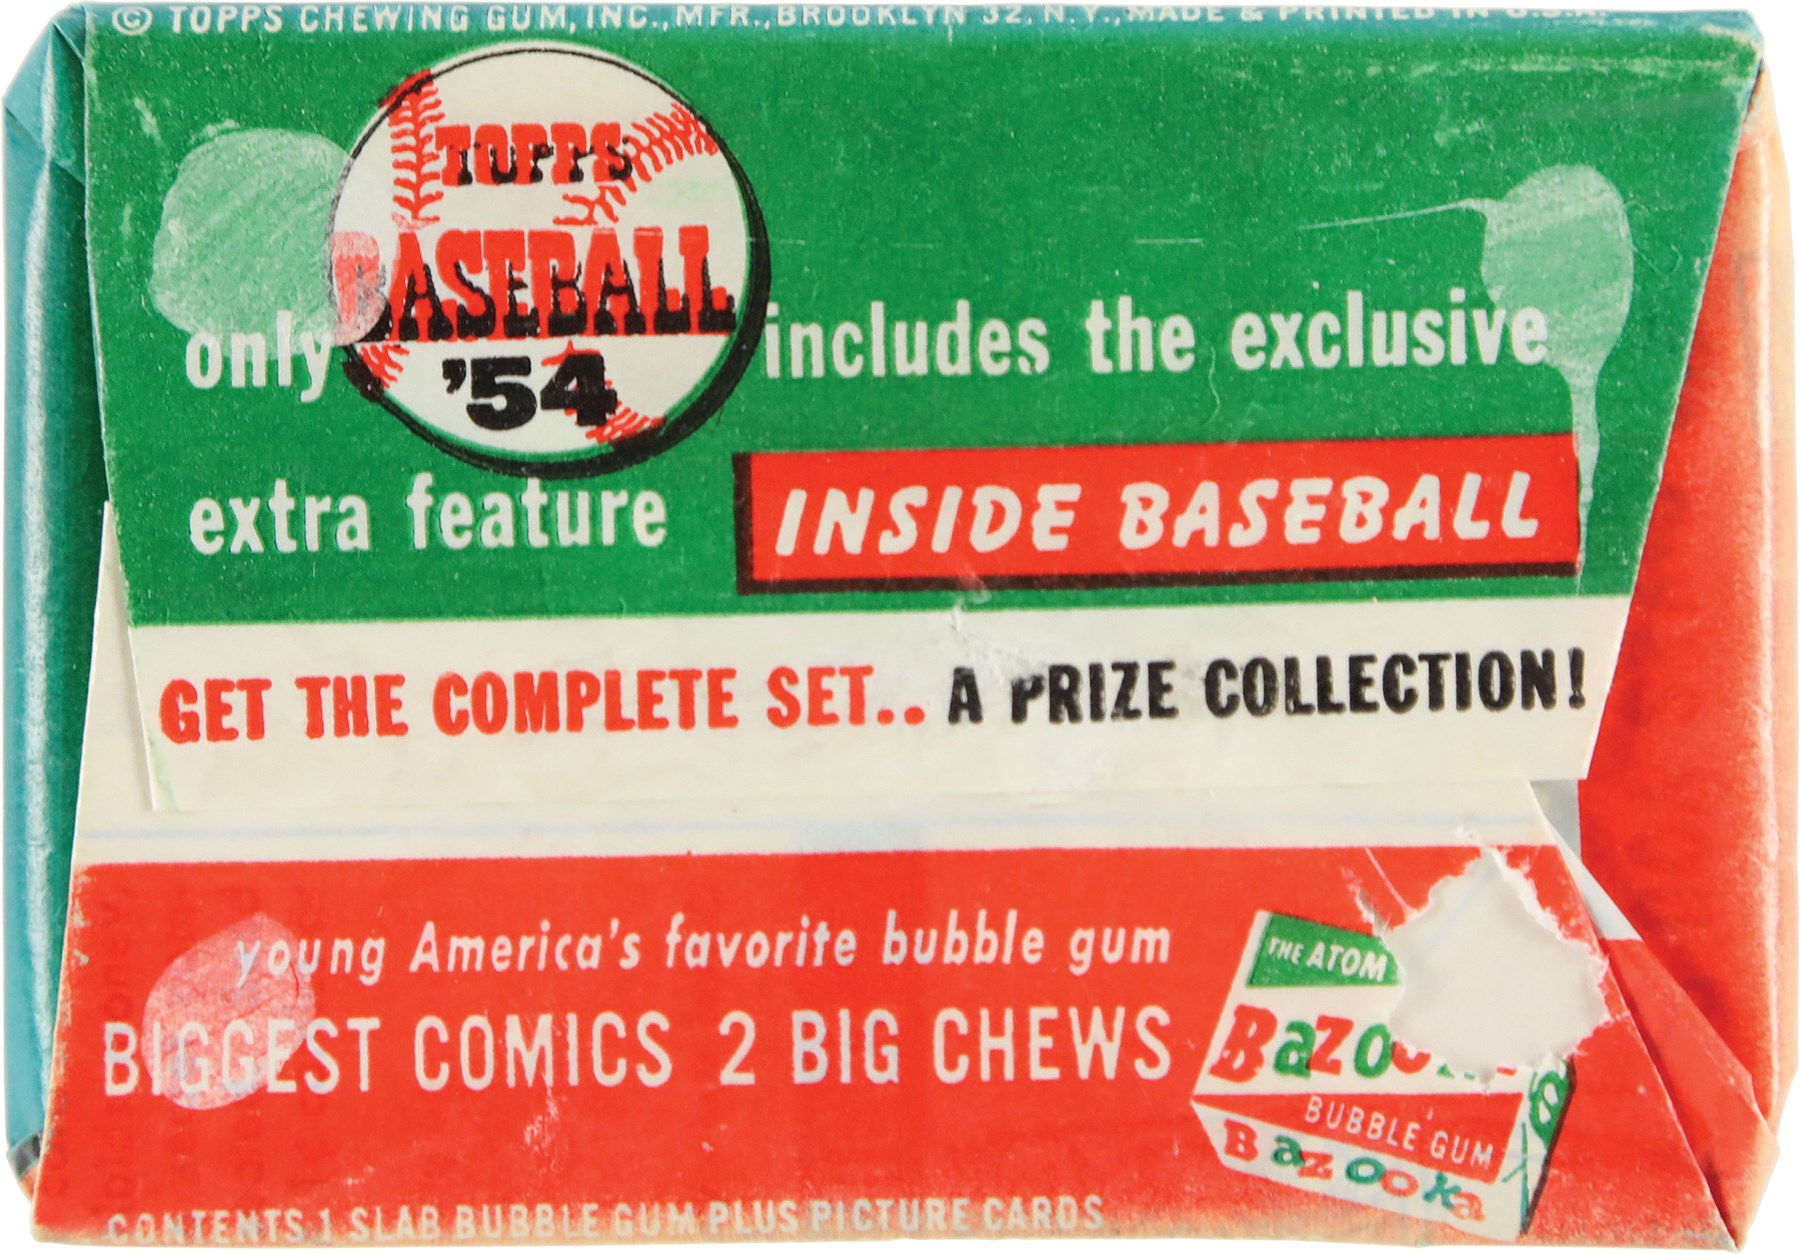 © TOPPS CHEWING GUM, INC., MFR., BROOKLYN 32, N.Y., MADE & PRINTED IN U.S.A.
TOPPS
BASEBALL
'54
only includes the exclusive
extra feature INSIDE BASEBALL
GET THE COMPLETE SET.. A PRIZE COLLECTION!
young America's favorite bubble gum
BIGGEST COMICS 2 BIG CHEWS
THE ATOM
Bazooka
BUBBLE GUM
Bazooka
CONTENTS 1 SLAB BUBBLE GUM PLUS PICTURE CARDS